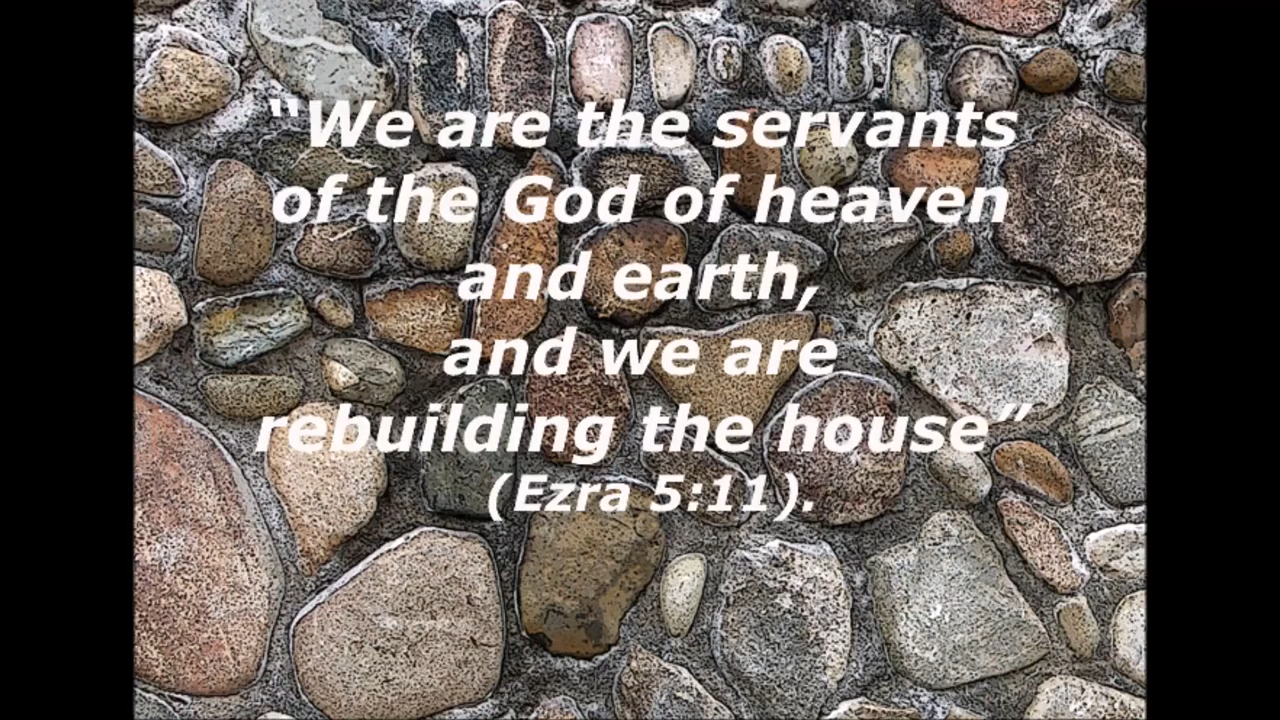 “We are the servants
of the God of heaven
and earth,
and we are
rebuilding the house”
(Ezra 5:11).